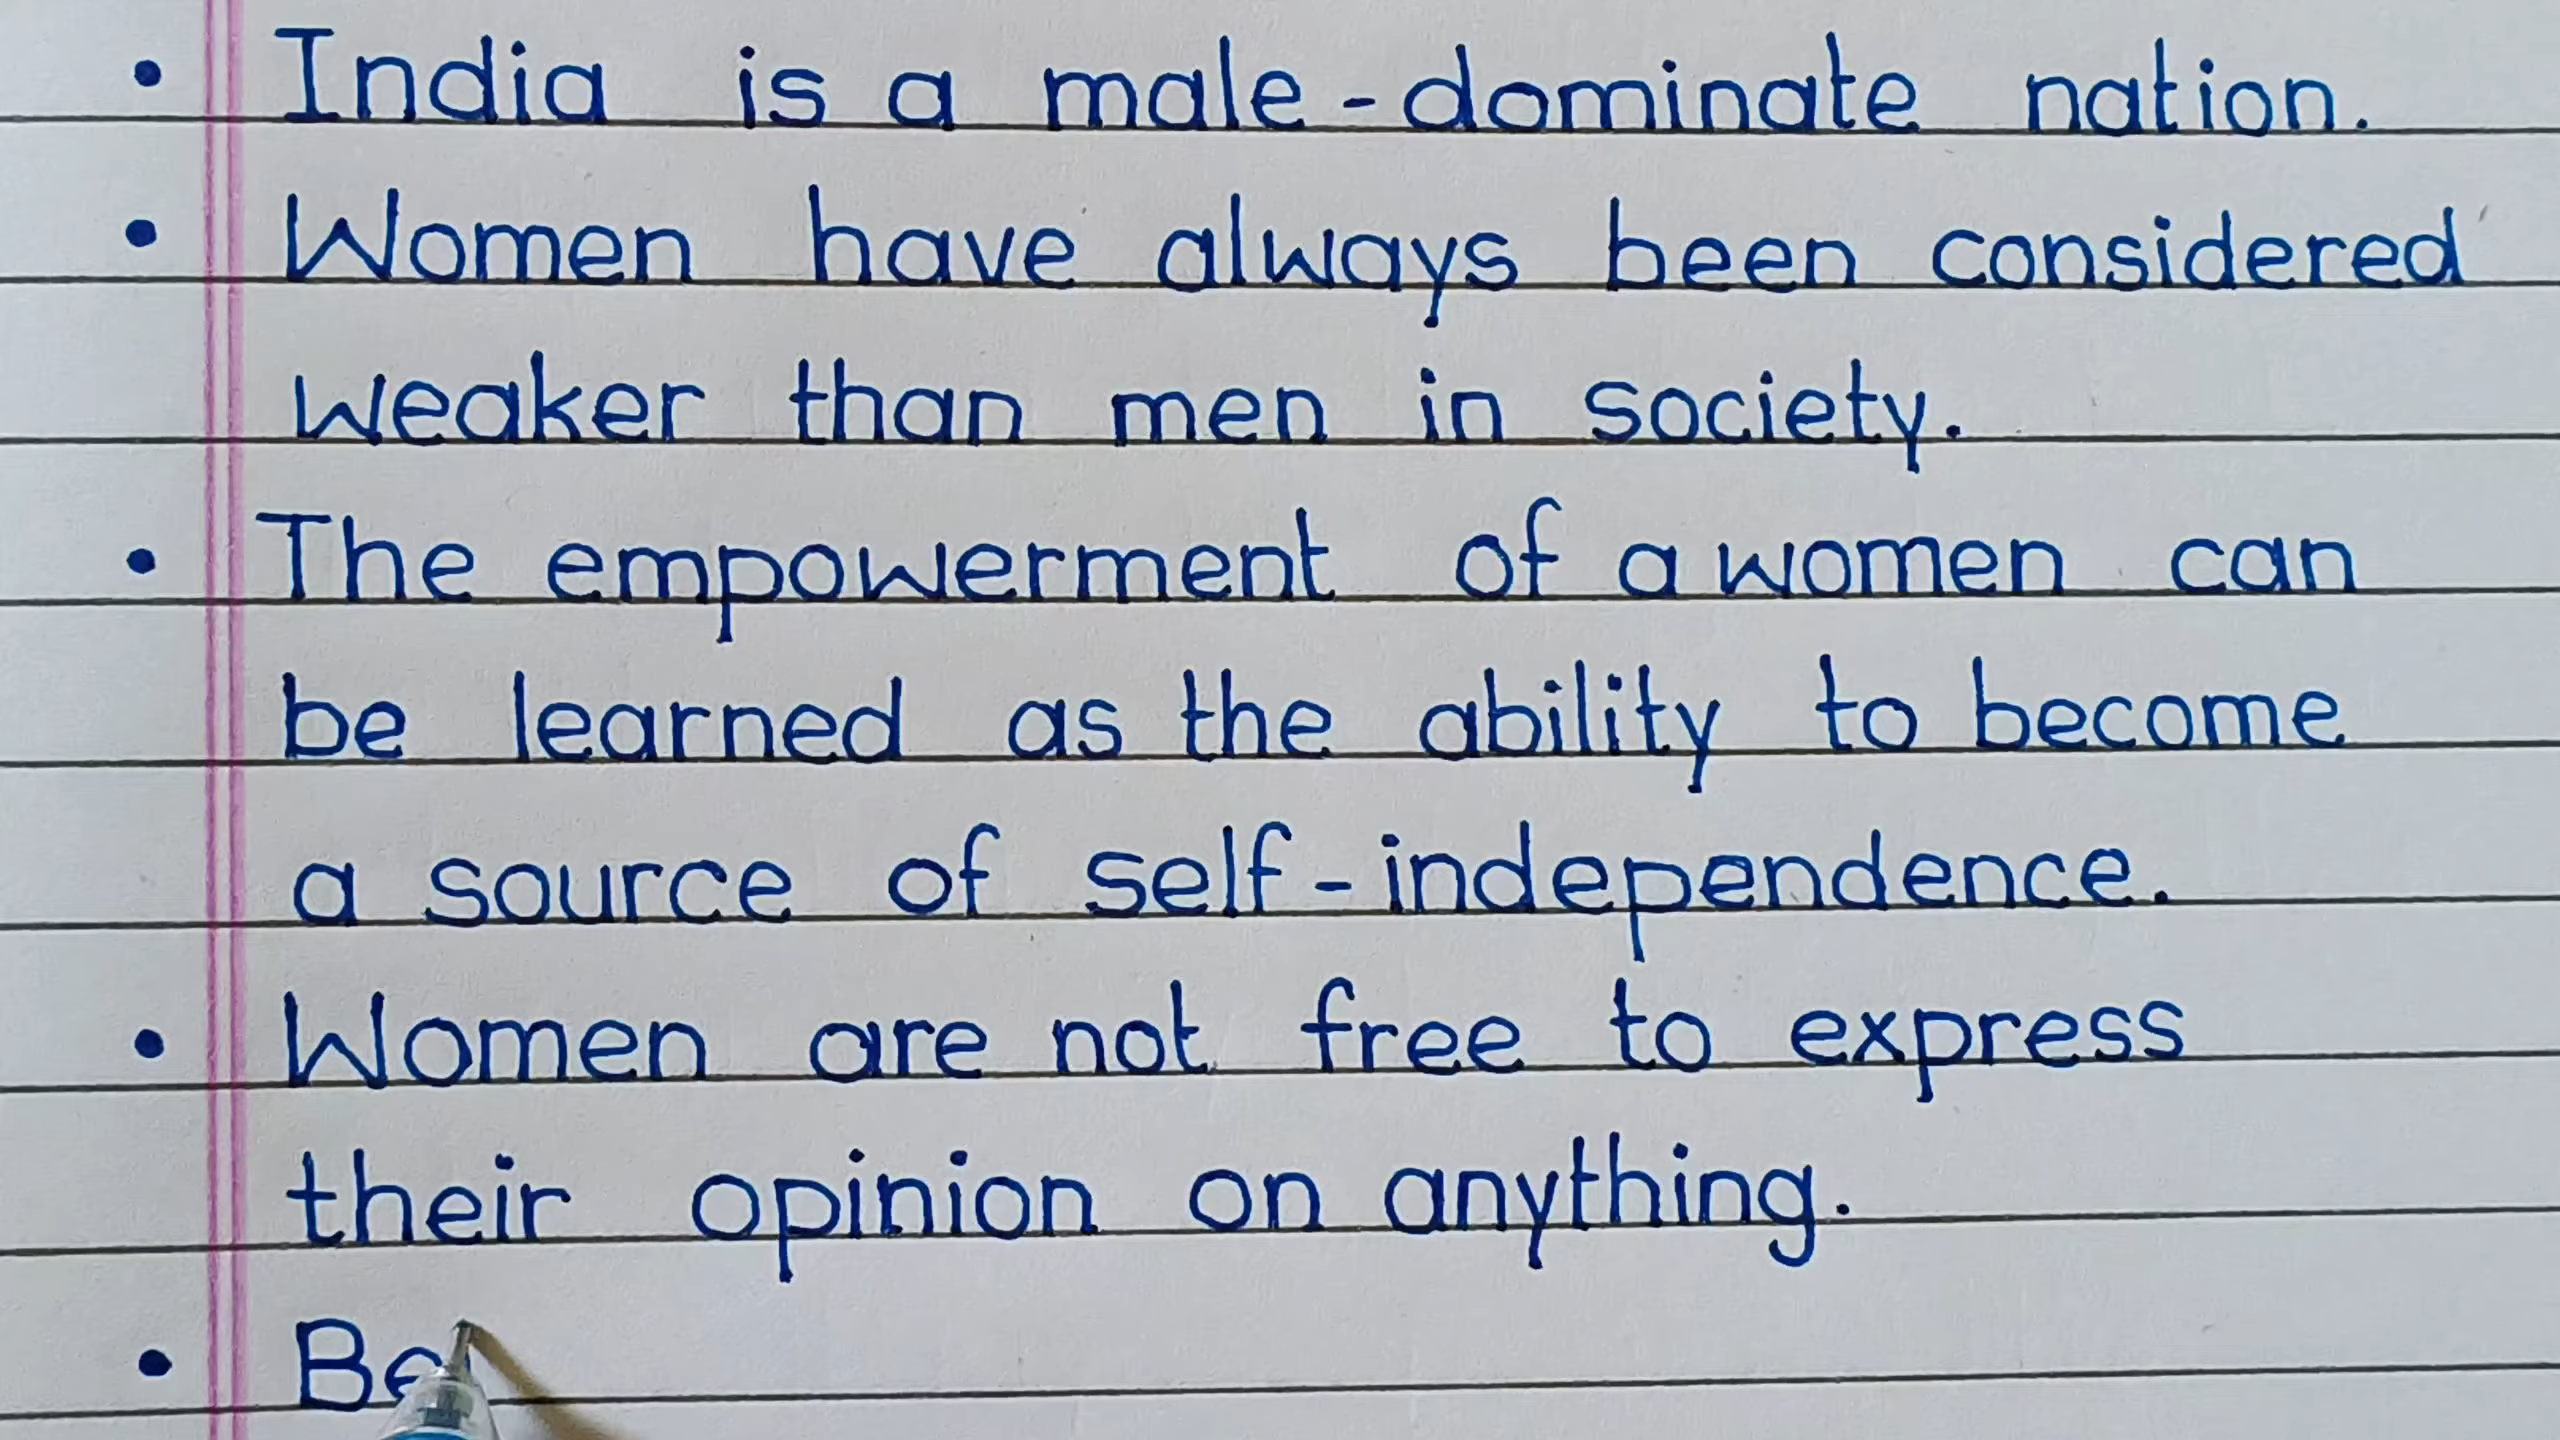 • India is a male-dominate nation.
• Women have always been considered
weaker than men in society.
• The empowerment of a women can
be learned as the ability to become
a source of self-independence.
• Women are not free to express
their opinion on anything.
•